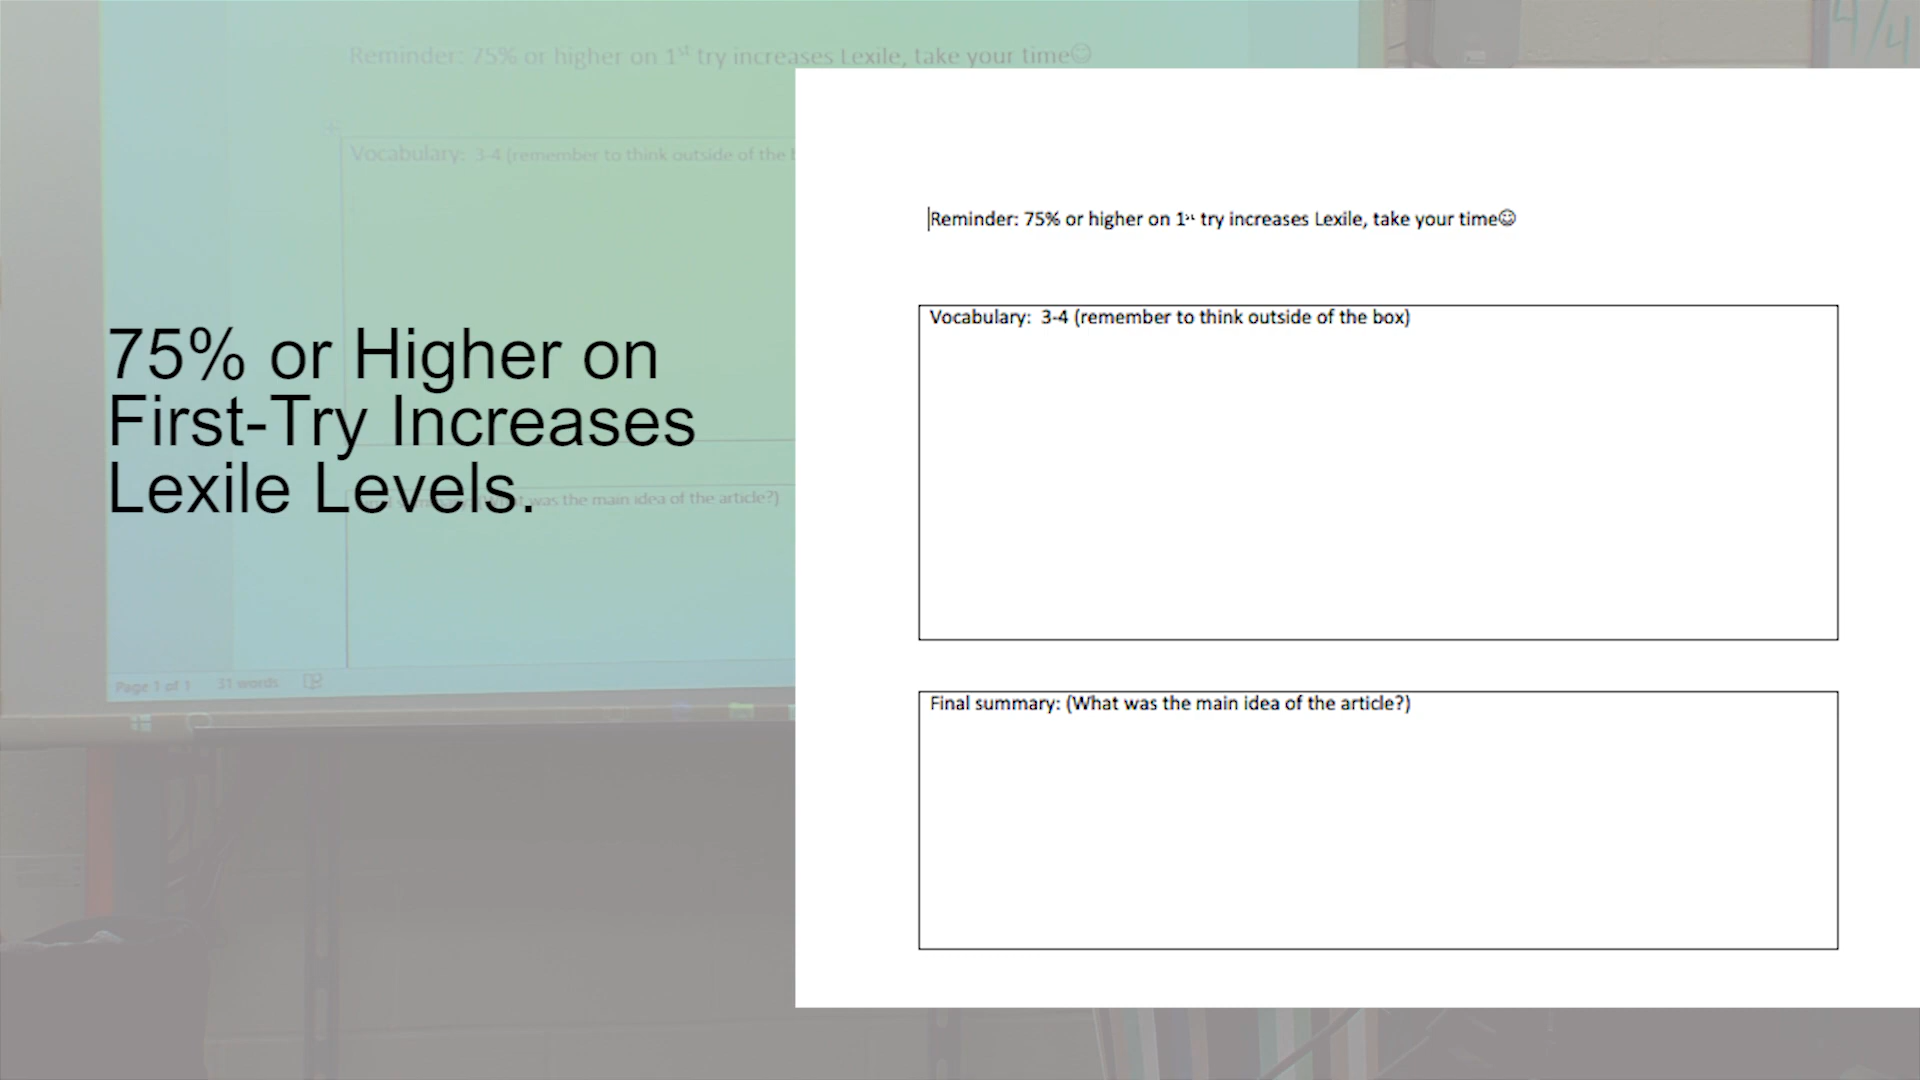 4/4
Reminder: 75% or higher on 1st try increases Lexile, take your time☺
Vocabulary: 3-4 (remember to think outside of the
was the main idea of the article?)
Page 1 of 1 31 words
75% or Higher on
First-Try Increases
Lexile Levels.
Reminder: 75% or higher on 1st try increases Lexile, take your time☺
Vocabulary: 3-4 (remember to think outside of the box)
Final summary: (What was the main idea of the article?)